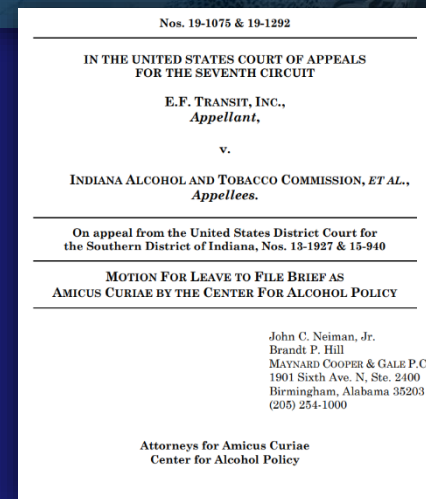 Nos. 19-1075 & 19-1292
IN THE UNITED STATES COURT OF APPEALS
FOR THE SEVENTH CIRCUIT
E.F. TRANSIT, INC.,
Appellant,
v.
INDIANA ALCOHOL AND TOBACCO COMMISSION, ET AL.,
Appellees.
On appeal from the United States District Court for
the Southern District of Indiana, Nos. 13-1927 & 15-940
MOTION FOR LEAVE TO FILE BRIEF AS
AMICUS CURIAE BY THE CENTER FOR ALCOHOL POLICY
John C. Neiman, Jr.
Brandt P. Hill
MAYNARD COOPER & GALE P.C
1901 Sixth Ave. N, Ste. 2400
Birmingham, Alabama 35203
(205) 254-1000
Attorneys for Amicus Curiae
Center for Alcohol Policy